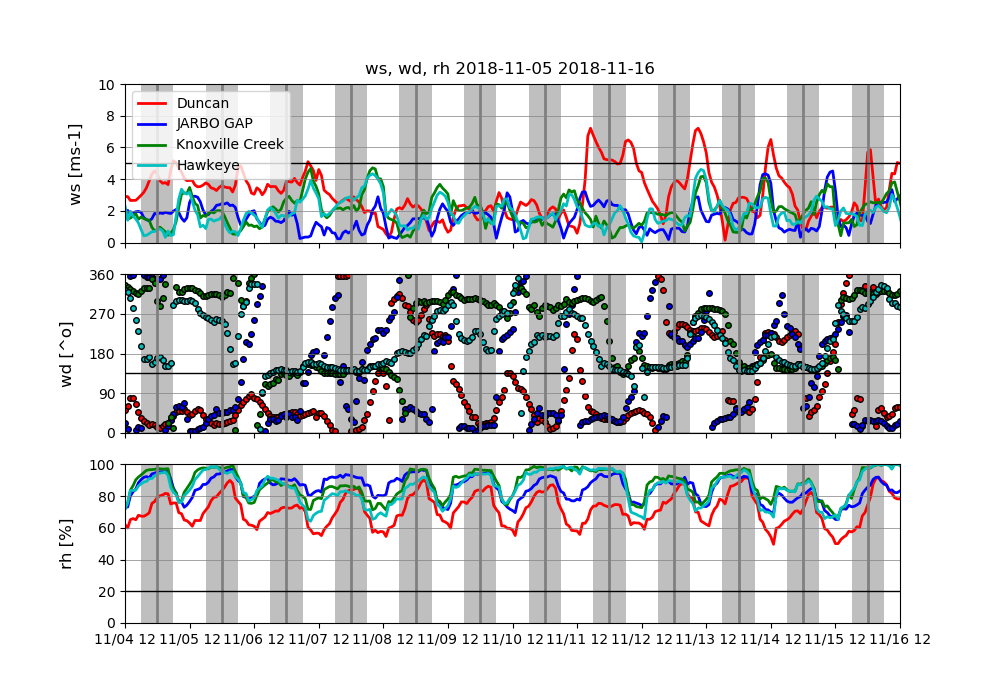 ws, wd, rh 2018-11-05 2018-11-16
10
8
6
4
2
0
ws [ms-1]
Duncan
JARBO GAP
Knoxville Creek
Hawkeye
360
270
180
90
0
wd [^o]
100
80
60
40
20
0
rh [%]
11/04 12 11/05 12 11/06 12 11/07 12 11/08 12 11/09 12 11/10 12 11/11 12 11/12 12 11/13 12 11/14 12 11/15 12 11/16 12